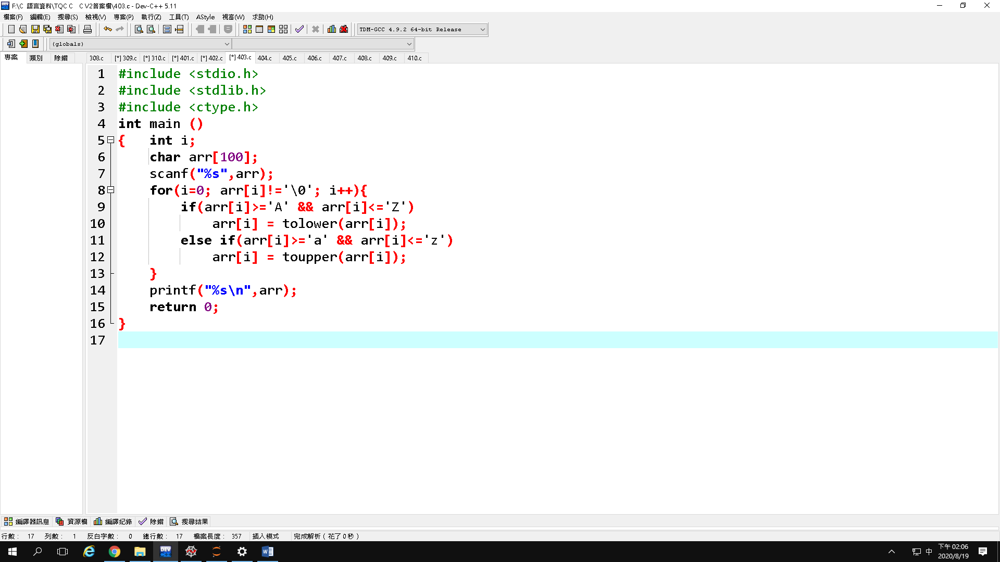 F:\C 語言資料\TQC C    C V2答案檔\403.c - Dev-C++ 5.11
檔案(F) 編輯(E) 搜尋(S) 檢視(V) 專案(P) 執行(Z) 工具(T) AStyle 視窗(W) 求助(H)
TDM-GCC 4.9.2 64-bit Release
(globals)
專案 類別 除錯 308.c [*] 309.c [*] 310.c [*] 401.c [*] 402.c [*] 403.c 404.c 405.c 406.c 407.c 408.c 409.c 410.c
1 #include <stdio.h>
2 #include <stdlib.h>
3 #include <ctype.h>
4 int main ()
5 {   int i;
6     char arr[100];
7     scanf("%s",arr);
8     for(i=0; arr[i]!='\0'; i++){
9         if(arr[i]>='A' && arr[i]<='Z')
10             arr[i] = tolower(arr[i]);
11         else if(arr[i]>='a' && arr[i]<='z')
12             arr[i] = toupper(arr[i]);
13     }
14     printf("%s\n",arr);
15     return 0;
16 }
17
編譯器訊息 資源檔 編譯紀錄 除錯 搜尋結果
行數： 17 列數： 1 反白字數： 0 總行數： 17 檔案長度： 357 插入模式 完成解析 ( 花了 0 秒 )
DEV 中 下午 02:06
2020/8/19